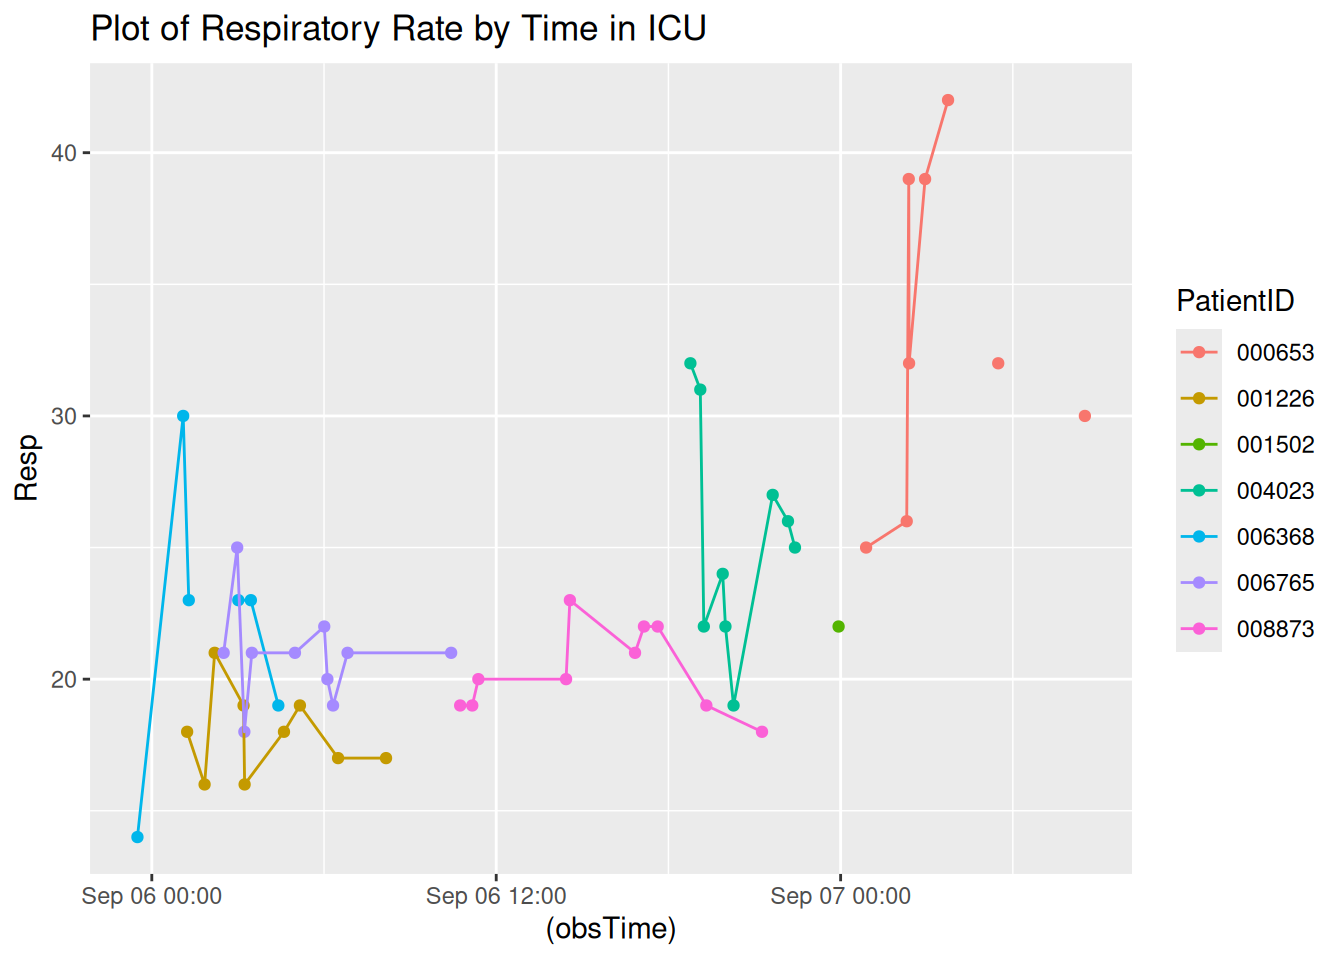 Plot of Respiratory Rate by Time in ICU
40
30
20
Resp
Sep 06 00:00
Sep 06 12:00
Sep 07 00:00
(obsTime)
PatientID
000653
001226
001502
004023
006368
006765
008873